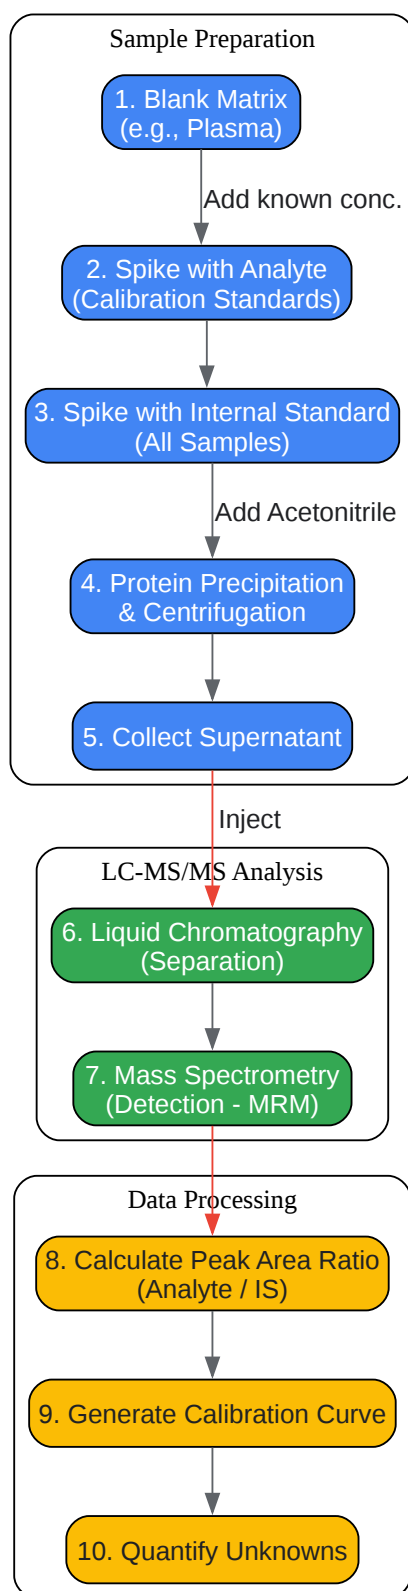 Sample Preparation
1. Blank Matrix
(e.g., Plasma)
Add known conc.
2. Spike with Analyte
(Calibration Standards)
3. Spike with Internal Standard
(All Samples)
Add Acetonitrile
4. Protein Precipitation
& Centrifugation
5. Collect Supernatant
Inject
LC-MS/MS Analysis
6. Liquid Chromatography
(Separation)
7. Mass Spectrometry
(Detection - MRM)
Data Processing
8. Calculate Peak Area Ratio
(Analyte / IS)
9. Generate Calibration Curve
10. Quantify Unknowns